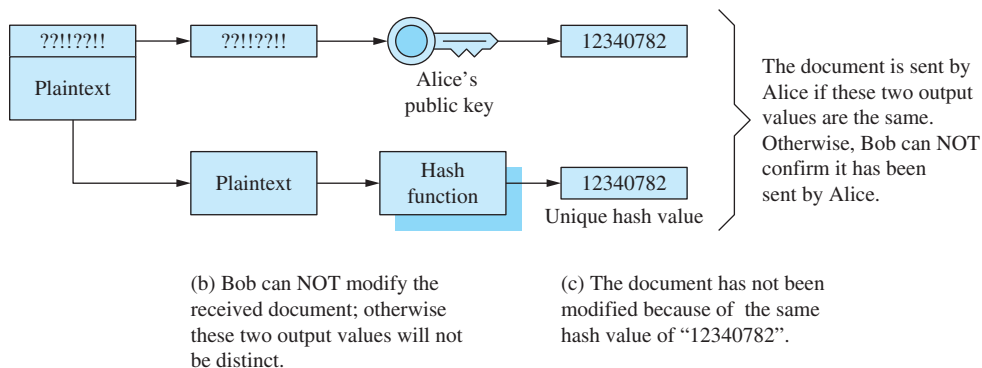 ??!!??!!
??!!??!!
12340782
Plaintext
Alice's
public key
Plaintext
Hash
function
12340782
Unique hash value
The document is sent by
Alice if these two output
values are the same.
Otherwise, Bob can NOT
confirm it has been
sent by Alice.
(b) Bob can NOT modify the
received document; otherwise
these two output values will not
be distinct.
(c) The document has not been
modified because of  the same
hash value of “12340782”.